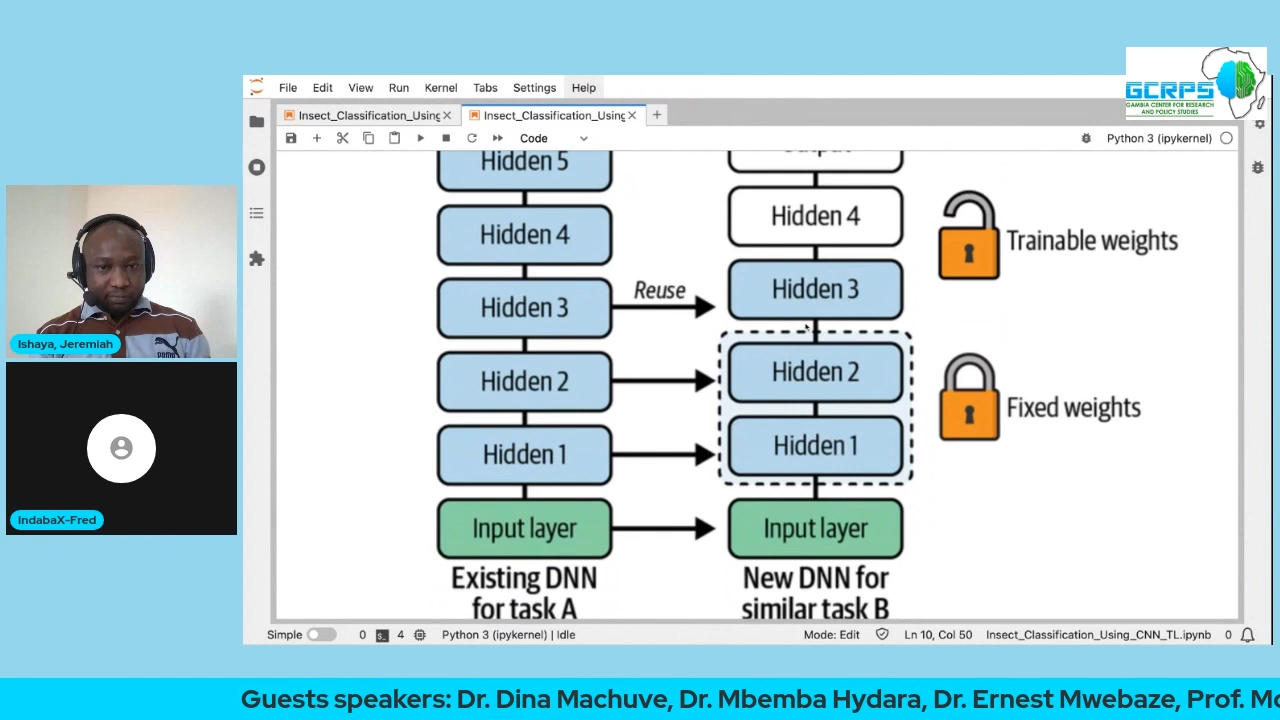 GCRPS
GAMBIA CENTER FOR RESEARCH
AND POLICY STUDIES
File Edit View Run Kernel Tabs Settings Help
Insect_Classification_Using
Insect_Classification_Using
Code
Python 3 (ipykernel)
Hidden 5
Hidden 4
Hidden 3
Hidden 2
Hidden 1
Input layer
Existing DNN
for task A
Reuse
Output
Hidden 4
Hidden 3
Hidden 2
Hidden 1
Input layer
New DNN for
similar task B
Trainable weights
Fixed weights
Ishaya, Jeremiah
PUMA
IndabaX-Fred
Simple 0 4 Python 3 (ipykernel) | Idle Mode: Edit Ln 10, Col 50 Insect_Classification_Using_CNN_TL.ipynb 0
Guests speakers: Dr. Dina Machuve, Dr. Mbemba Hydara, Dr. Ernest Mwebaze, Prof. Mo